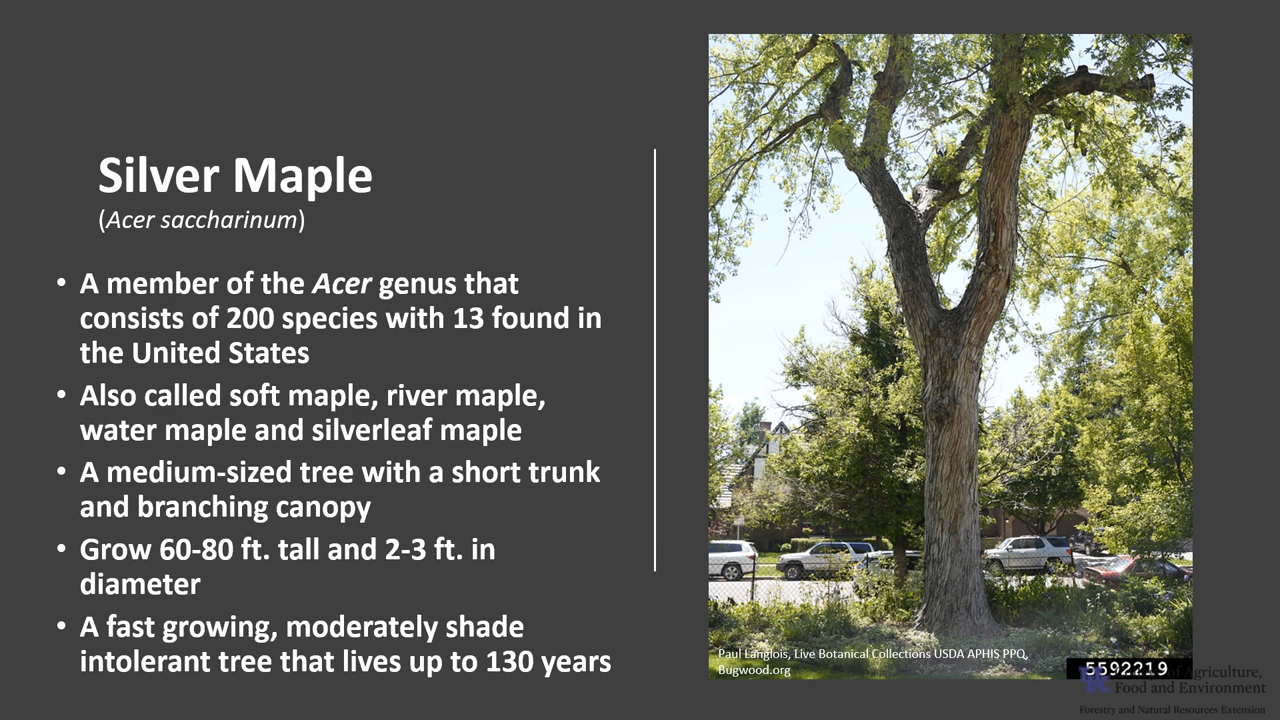 Silver Maple
(Acer saccharinum)
• A member of the Acer genus that
consists of 200 species with 13 found in
the United States
• Also called soft maple, river maple,
water maple and silverleaf maple
• A medium-sized tree with a short trunk
and branching canopy
• Grow 60-80 ft. tall and 2-3 ft. in
diameter
• A fast growing, moderately shade
intolerant tree that lives up to 130 years
Paul Langlois, Live Botanical Collections USDA APHIS PPQ,
Bugwood.org
5592219
of Agriculture,
Food and Environment
Forestry and Natural Resources Extension